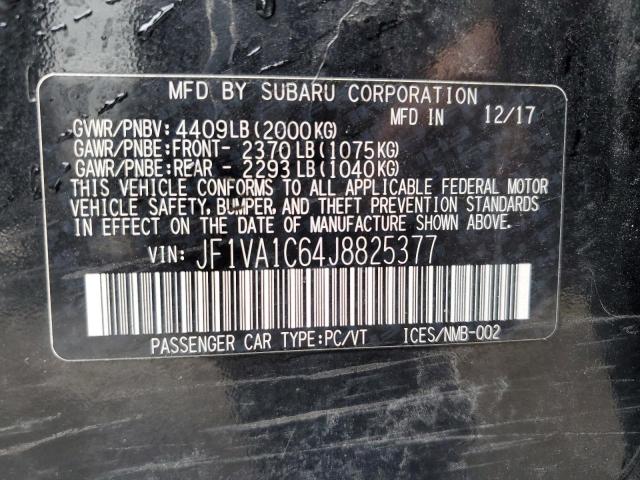 MFD BY SUBARU CORPORATION
MFD IN 12/17
GVWR/PNBV: 4409LB(2000KG)
GAWR/PNBE:FRONT- 2370LB(1075KG)
GAWR/PNBE:REAR - 2293LB(1040KG)
THIS VEHICLE CONFORMS TO ALL APPLICABLE FEDERAL MOTOR
VEHICLE SAFETY, BUMPER, AND THEFT PREVENTION STANDARDS
IN EFFECT ON THE DATE OF MANUFACTURE SHOWN ABOVE.
VIN: JF1VA1C64J8825377
PASSENGER CAR TYPE:PC/VT ICES/NMB-002